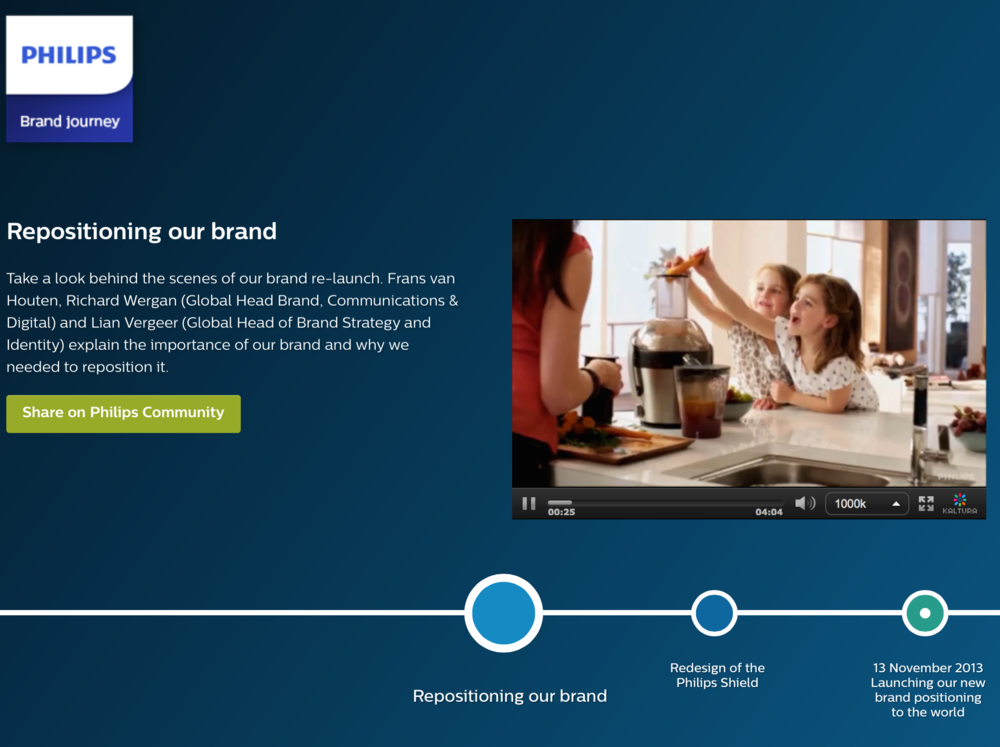 PHILIPS
Brand journey
Repositioning our brand
Take a look behind the scenes of our brand re-launch. Frans van
Houten, Richard Wergan (Global Head Brand, Communications &
Digital) and Lian Vergeer (Global Head of Brand Strategy and
Identity) explain the importance of our brand and why we
needed to reposition it.
Share on Philips Community
PHILIPS
00:25
04:04
1000k
KALTURA
Repositioning our brand
Redesign of the
Philips Shield
13 November 2013
Launching our new
brand positioning
to the world